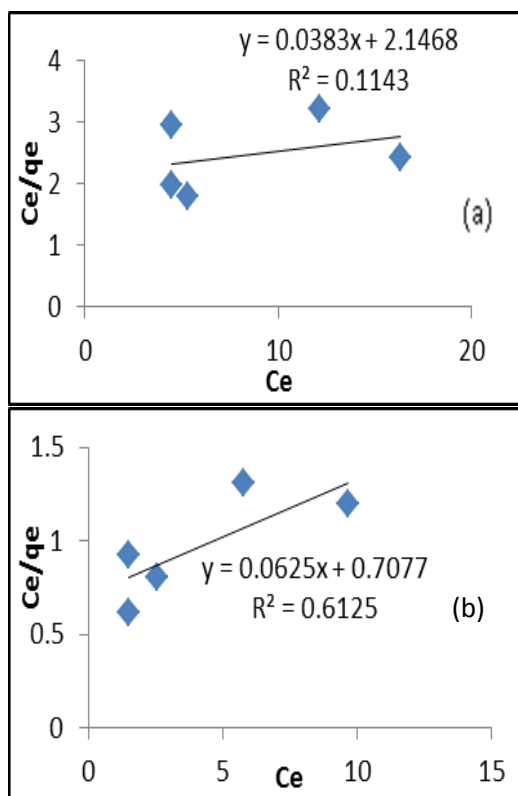 y = 0.0383x + 2.1468
R² = 0.1143
4
3
2
1
0
Ce/qe
(a)
0 10 20
Ce
1.5
1
0.5
0
Ce/qe
y = 0.0625x + 0.7077
R² = 0.6125
(b)
0 5 10 15
Ce